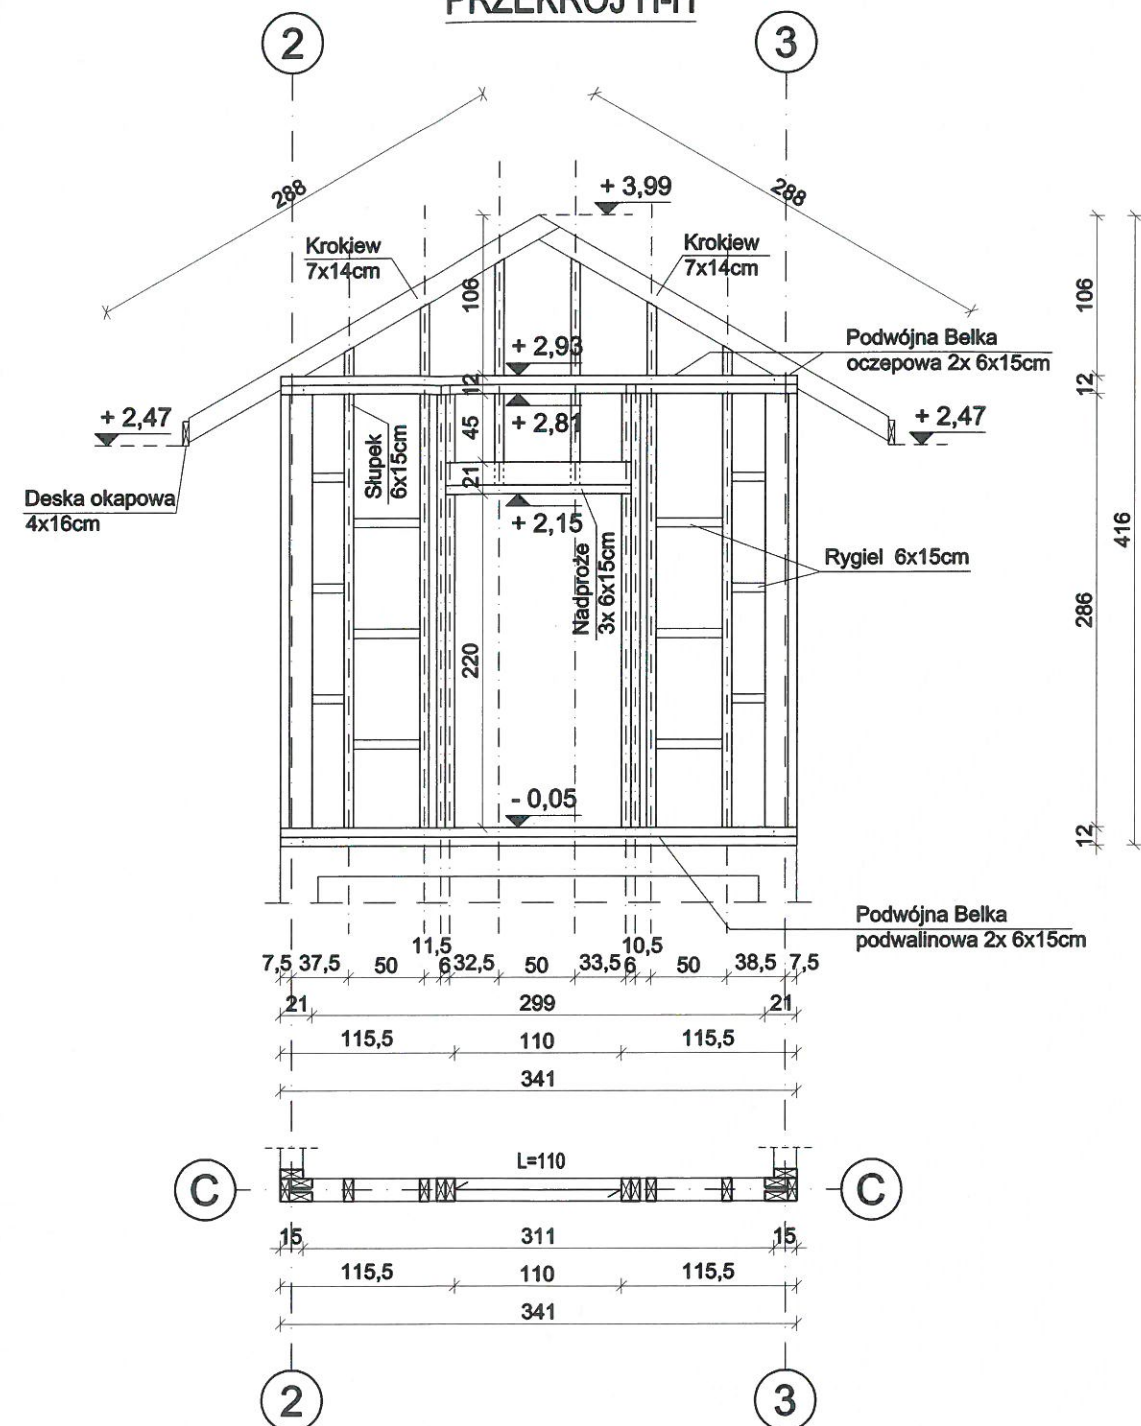 PRZEKRÓJ H-H
2
3
288
288
+ 3,99
Krokiew
7x14cm
Krokiew
7x14cm
106
106
+ 2,93
Podwójna Belka
oczepowa 2x 6x15cm
12
12
+ 2,47
+ 2,47
+ 2,81
45
Słupek
6x15cm
21
Deska okapowa
4x16cm
+ 2,15
Nadproże
3x 6x15cm
Rygiel 6x15cm
416
286
220
- 0,05
12
Podwójna Belka
podwalinowa 2x 6x15cm
11,5
10,5
7,5 37,5 50 6 32,5 50 33,5 6 50 38,5 7,5
21 299 21
115,5 110 115,5
341
L=110
C
C
15 311 15
115,5 110 115,5
341
2
3